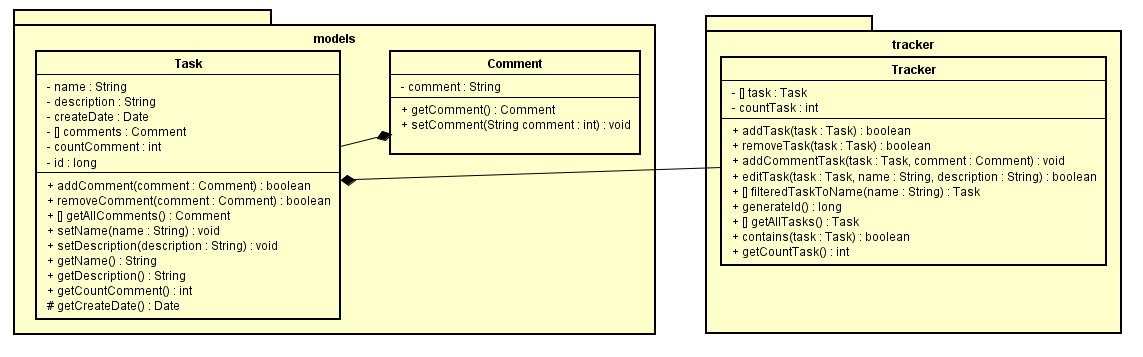 models
Task
- name : String
- description : String
- createDate : Date
- [] comments : Comment
- countComment : int
- id : long
+ addComment(comment : Comment) : boolean
+ removeComment(comment : Comment) : boolean
+ [] getAllComments() : Comment
+ setName(name : String) : void
+ setDescription(description : String) : void
+ getName() : String
+ getDescription() : String
+ getCountComment() : int
# getCreateDate() : Date
Comment
- comment : String
+ getComment() : Comment
+ setComment(String comment : int) : void
tracker
Tracker
- [] task : Task
- countTask : int
+ addTask(task : Task) : boolean
+ removeTask(task : Task) : boolean
+ addCommentTask(task : Task, comment : Comment) : void
+ editTask(task : Task, name : String, description : String) : boolean
+ [] filteredTaskToName(name : String) : Task
+ generateId() : long
+ [] getAllTasks() : Task
+ contains(task : Task) : boolean
+ getCountTask() : int